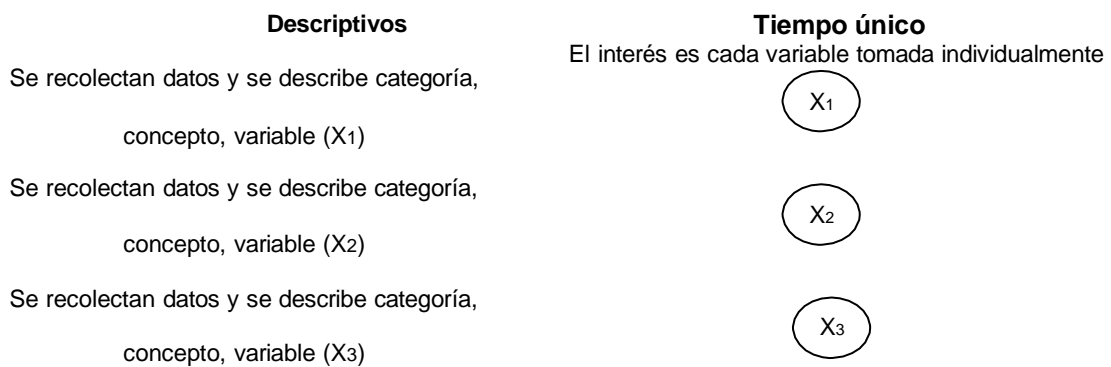 Descriptivos
Tiempo único
El interés es cada variable tomada individualmente
Se recolectan datos y se describe categoría,
concepto, variable (X1)
X1
Se recolectan datos y se describe categoría,
concepto, variable (X2)
X2
Se recolectan datos y se describe categoría,
concepto, variable (X3)
X3